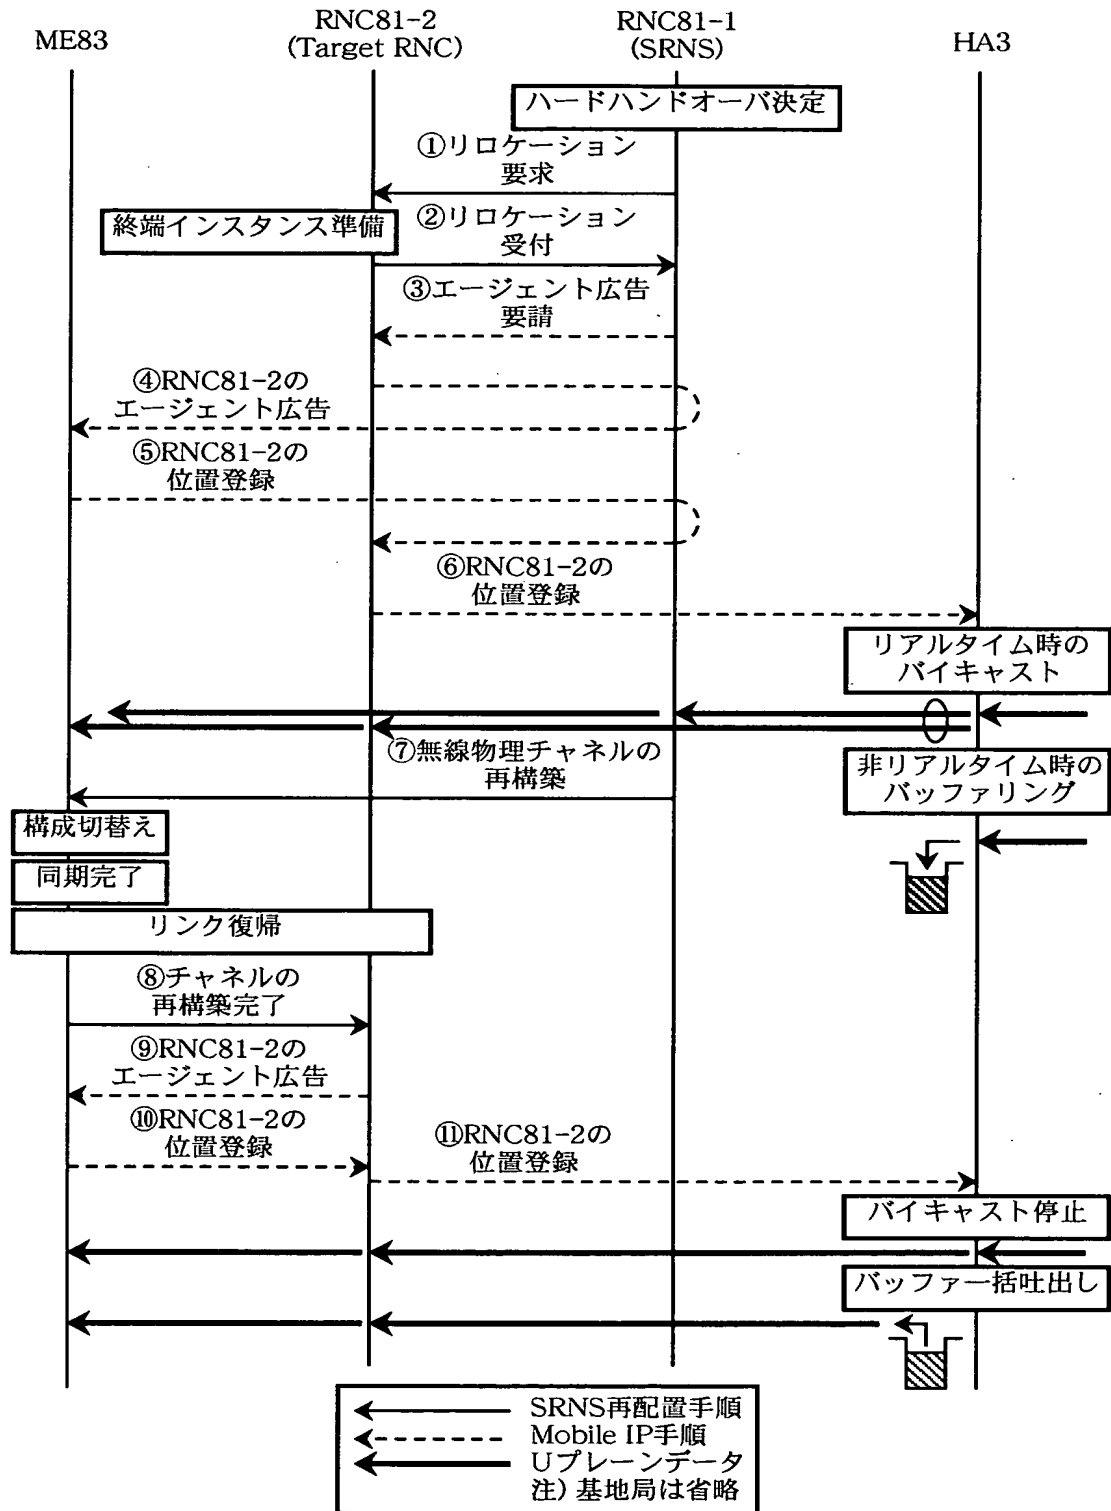 ME83
RNC81-2
(Target RNC)
RNC81-1
(SRNS)
HA3
ハードハンドオーバ決定
①リロケーション
要求
終端インスタンス準備
②リロケーション
受付
③エージェント広告
要請
④RNC81-2の
エージェント広告
⑤RNC81-2の
位置登録
⑥RNC81-2の
位置登録
リアルタイム時の
バイキャスト
⑦無線物理チャネルの
再構築
非リアルタイム時の
バッファリング
構成切替え
同期完了
リンク復帰
⑧チャネルの
再構築完了
⑨RNC81-2の
エージェント広告
⑩RNC81-2の
位置登録
⑪RNC81-2の
位置登録
バイキャスト停止
バッファ一括吐出し
SRNS再配置手順
Mobile IP手順
Uプレーンデータ
注) 基地局は省略